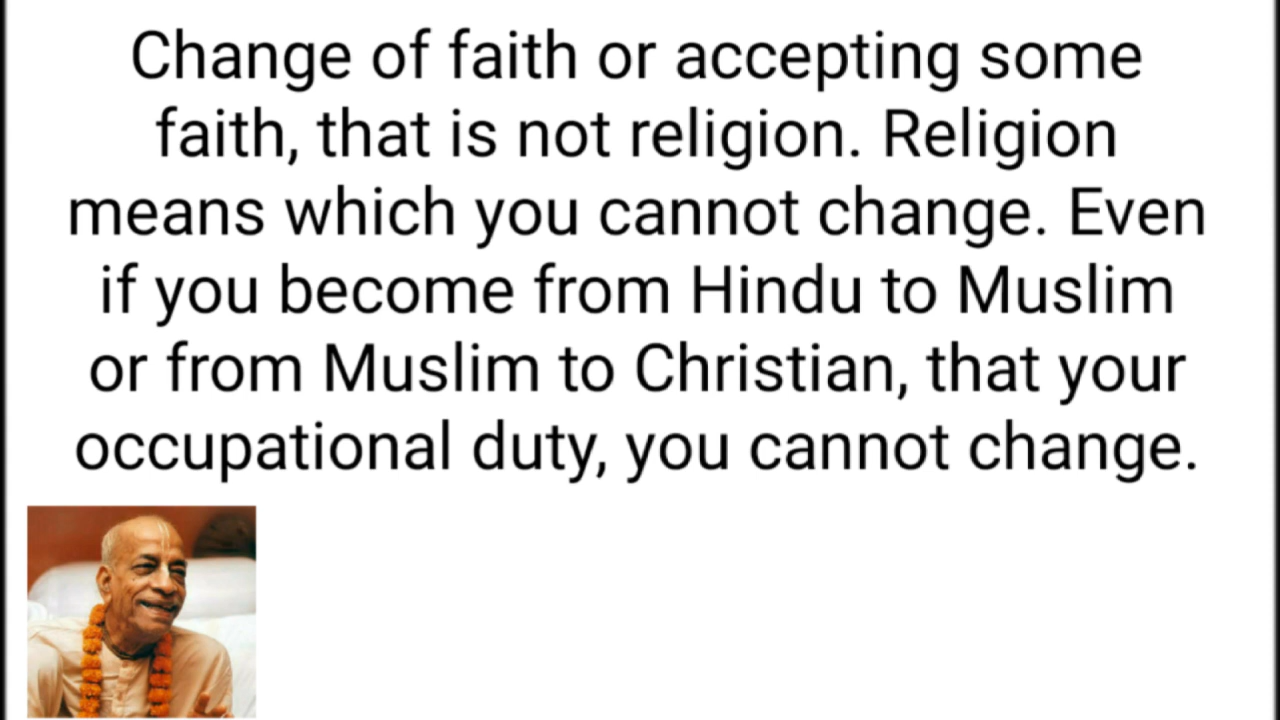 Change of faith or accepting some
faith, that is not religion. Religion
means which you cannot change. Even
if you become from Hindu to Muslim
or from Muslim to Christian, that your
occupational duty, you cannot change.